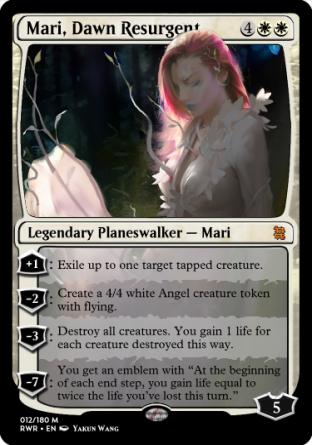 Mari, Dawn Resurgent 4
Legendary Planeswalker — Mari
+1 : Exile up to one target tapped creature.
-2 : Create a 4/4 white Angel creature token
with flying.
-3 : Destroy all creatures. You gain 1 life for
each creature destroyed this way.
-7 : You get an emblem with “At the beginning
of each end step, you gain life equal to
twice the life you’ve lost this turn.”
5
012/180 M
RWR • EN YAKUN WANG